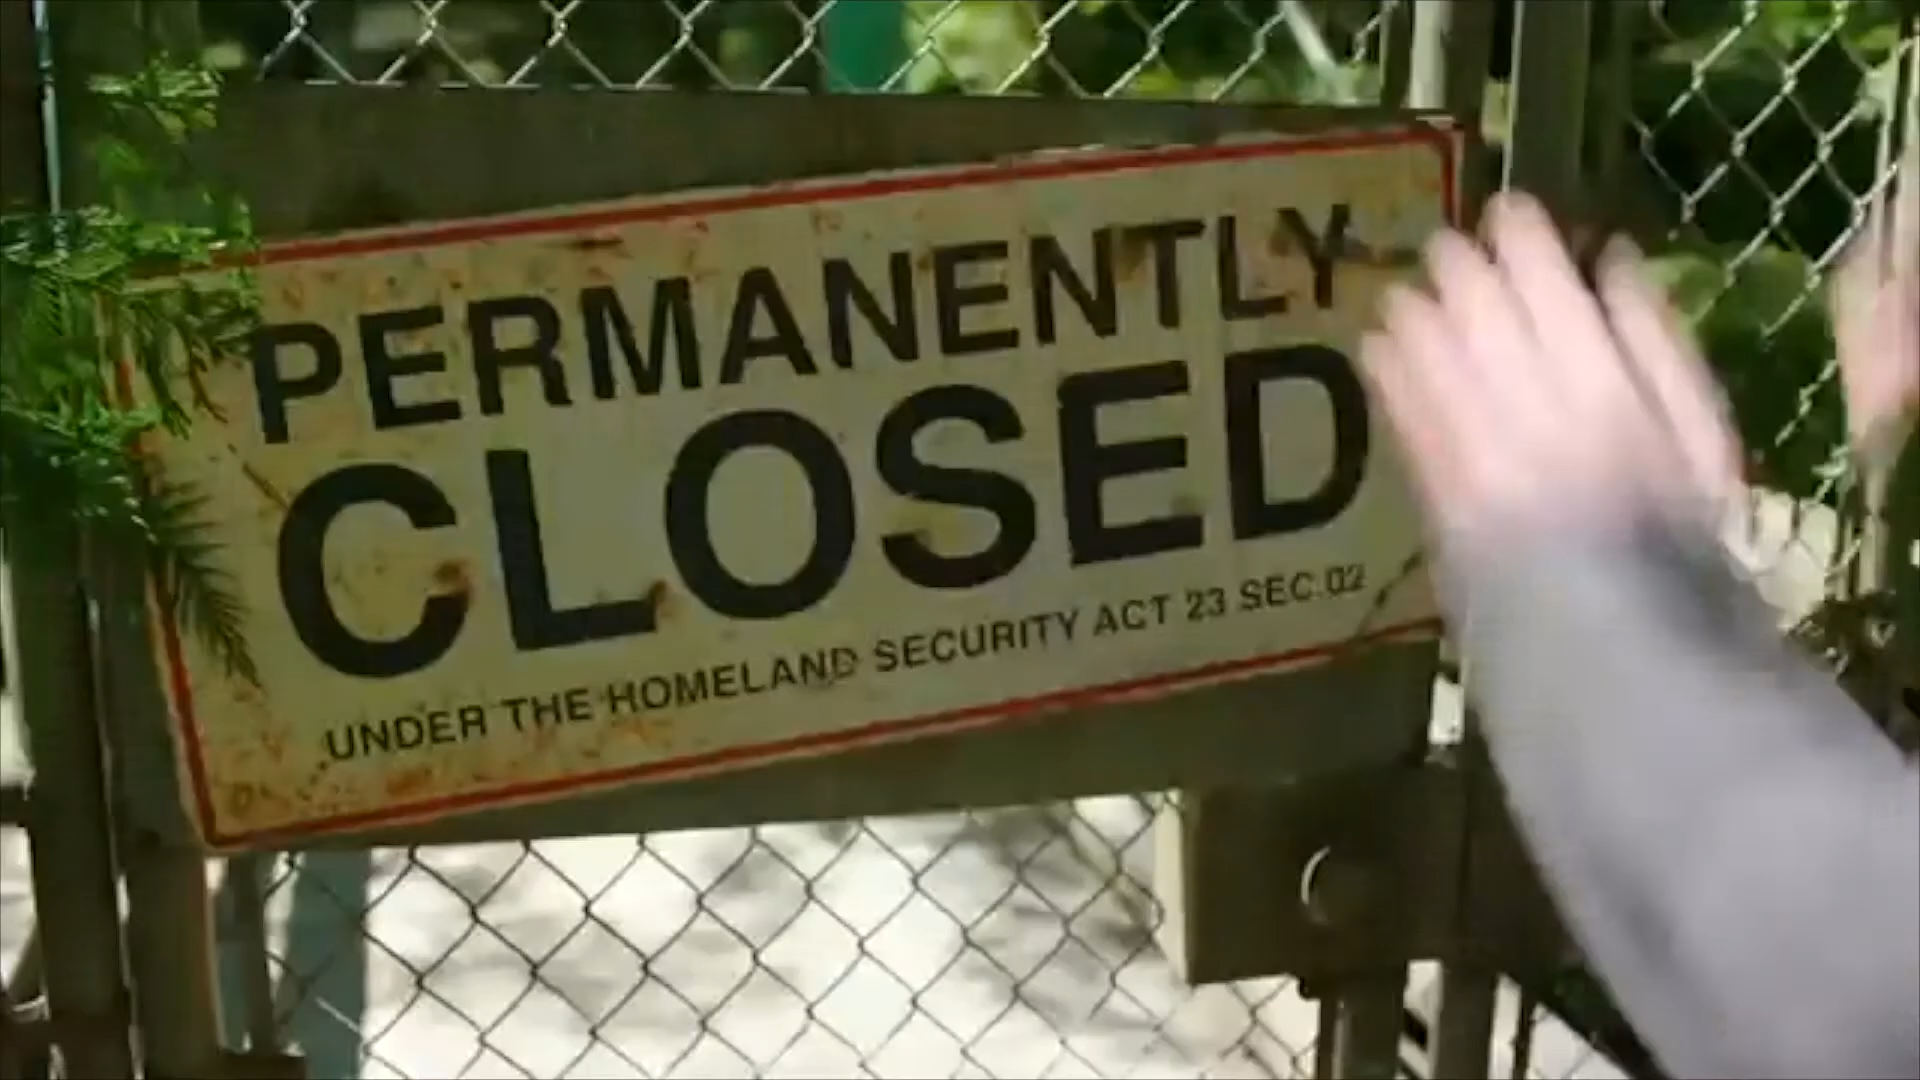 PERMANENTLY
CLOSED
UNDER THE HOMELAND SECURITY ACT 23 SEC.02